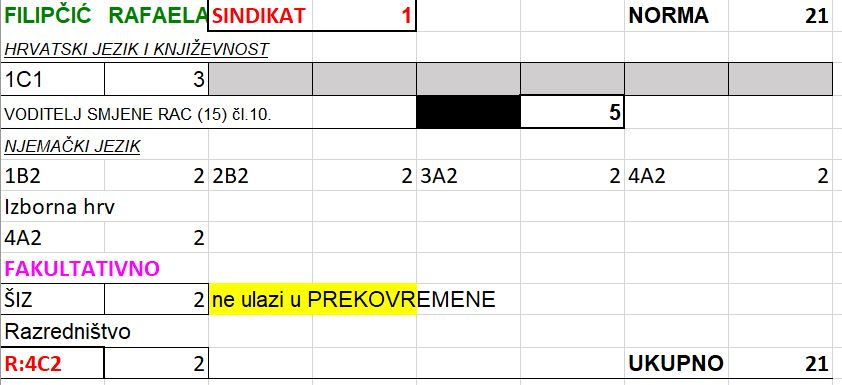 FILIPČIĆ RAFAELA SINDIKAT 1 NORMA 21
HRVATSKI JEZIK I KNJIŽEVNOST
1C1 3
VODITELJ SMJENE RAC (15) čl.10. 5
NJEMAČKI JEZIK
1B2 2 2B2 2 3A2 2 4A2 2
Izborna hrv
4A2 2
FAKULTATIVNO
ŠIZ 2 ne ulazi u PREKOVREMENE
Razredništvo
R:4C2 2 UKUPNO 21